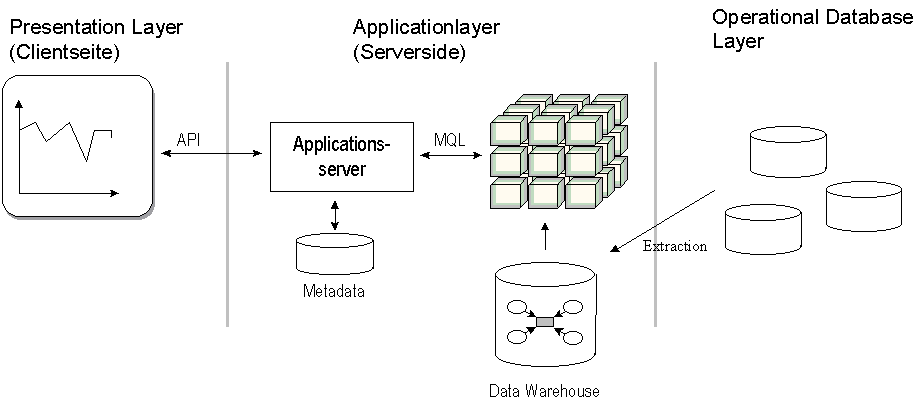 Presentation Layer
(Clientseite)
Applicationlayer
(Serverside)
Operational Database
Layer
API
Applications-
server
MQL
Extraction
Metadata
Data Warehouse